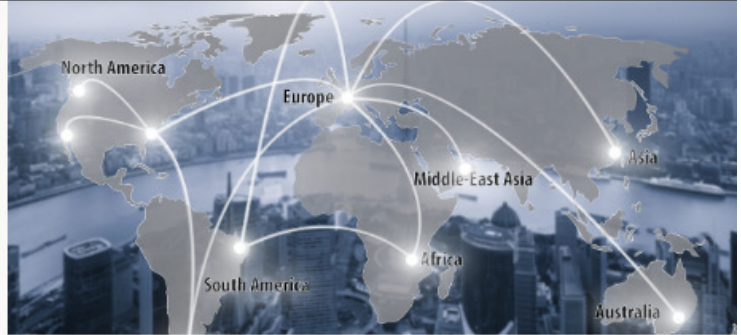 North America
Europe
Asia
Middle-East Asia
Africa
South America
Australia